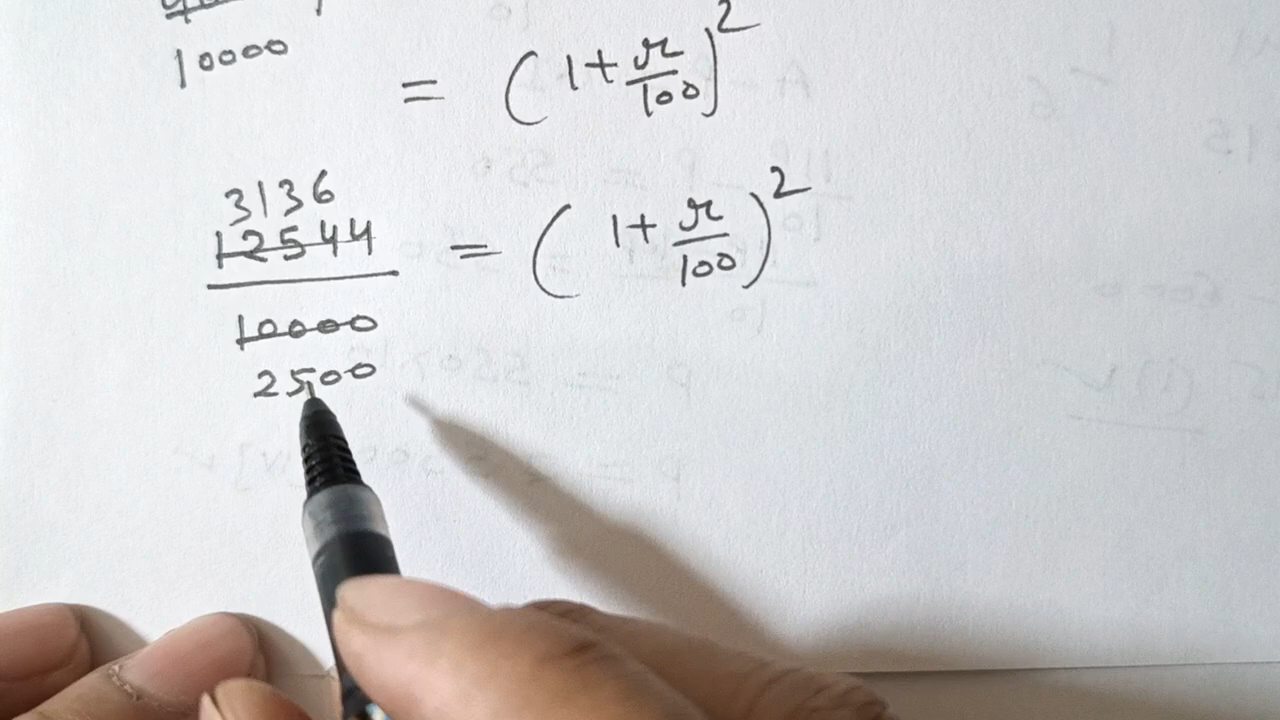 10000
= (1+r/100)²
3136
12544 = (1+r/100)²
10000
2500